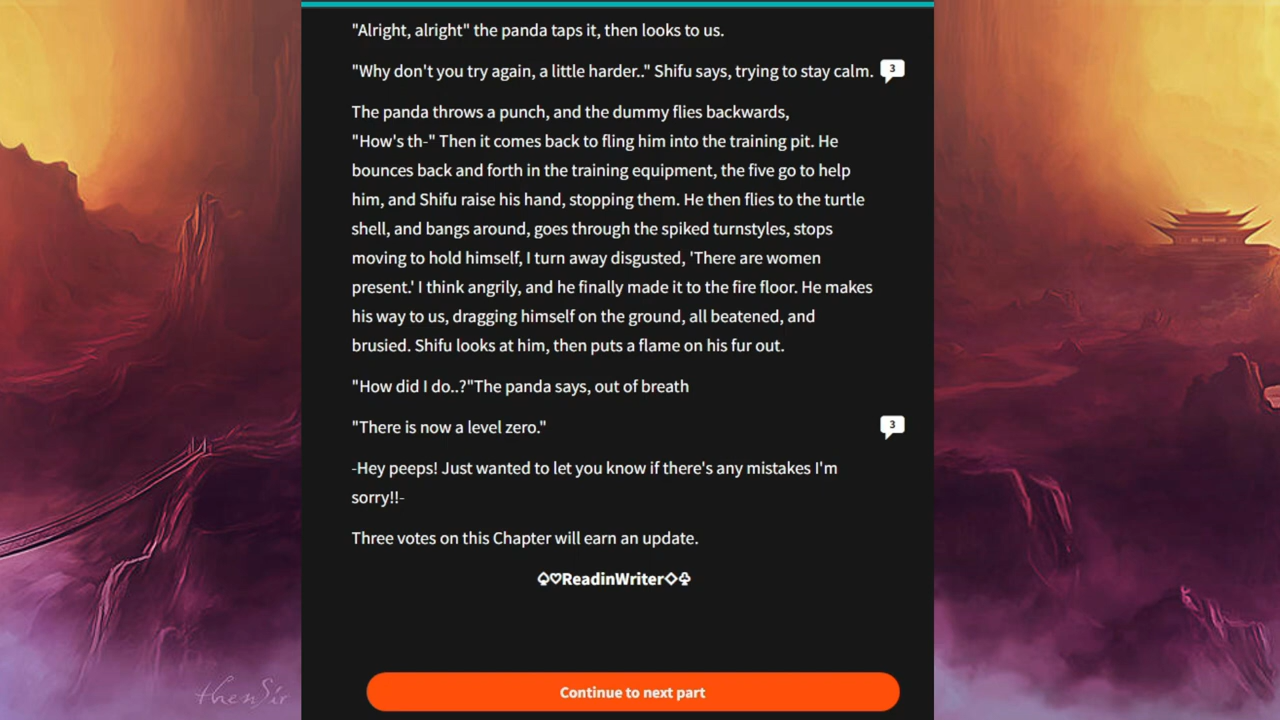 "Alright, alright" the panda taps it, then looks to us.
"Why don't you try again, a little harder.." Shifu says, trying to stay calm.
3
The panda throws a punch, and the dummy flies backwards,
"How's th-" Then it comes back to fling him into the training pit. He
bounces back and forth in the training equipment, the five go to help
him, and Shifu raise his hand, stopping them. He then flies to the turtle
shell, and bangs around, goes through the spiked turnstyles, stops
moving to hold himself, I turn away disgusted, 'There are women
present.' I think angrily, and he finally made it to the fire floor. He makes
his way to us, dragging himself on the ground, all beatened, and
brusied. Shifu looks at him, then puts a flame on his fur out.
"How did I do..?"The panda says, out of breath
"There is now a level zero."
3
-Hey peeps! Just wanted to let you know if there's any mistakes I'm
sorry!!-
Three votes on this Chapter will earn an update.
♤♡ReadinWriter◇♧
thenSir
Continue to next part